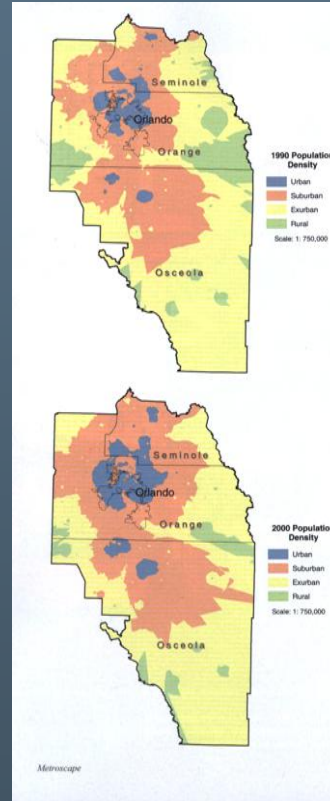 Seminole
Orlando
Orange
Osceola
1990 Population
Density
Urban
Suburban
Exurban
Rural
Scale: 1: 750,000
Seminole
Orlando
Orange
Osceola
2000 Population
Density
Urban
Suburban
Exurban
Rural
Scale: 1: 750,000
Metroscape